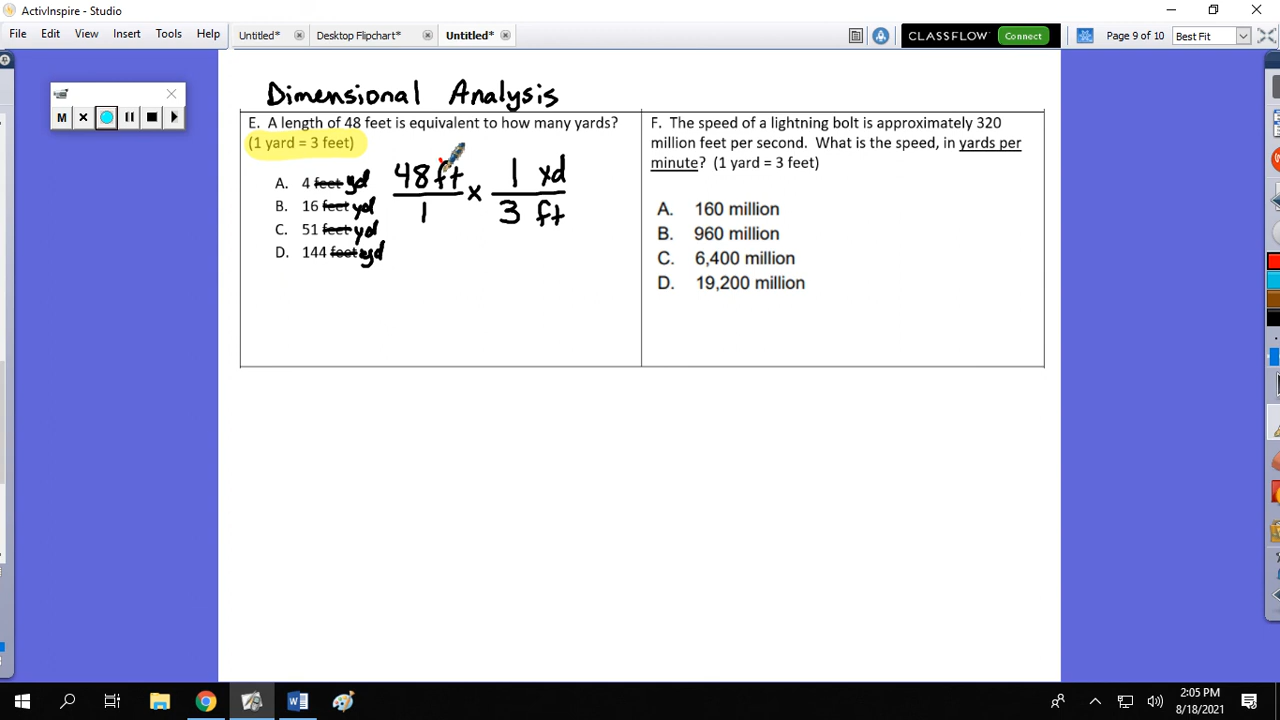 ActivInspire - Studio
File Edit View Insert Tools Help
Untitled* Desktop Flipchart* Untitled*
CLASSFLOW Connect
Page 9 of 10 Best Fit
M
Dimensional Analysis
E. A length of 48 feet is equivalent to how many yards?
(1 yard = 3 feet)
A. 4 feet yd
B. 16 feet yd
C. 51 feet yd
D. 144 feet yd
48 ft x 1 yd
1 3 ft
F. The speed of a lightning bolt is approximately 320
million feet per second. What is the speed, in yards per
minute? (1 yard = 3 feet)
A. 160 million
B. 960 million
C. 6,400 million
D. 19,200 million
2:05 PM
8/18/2021